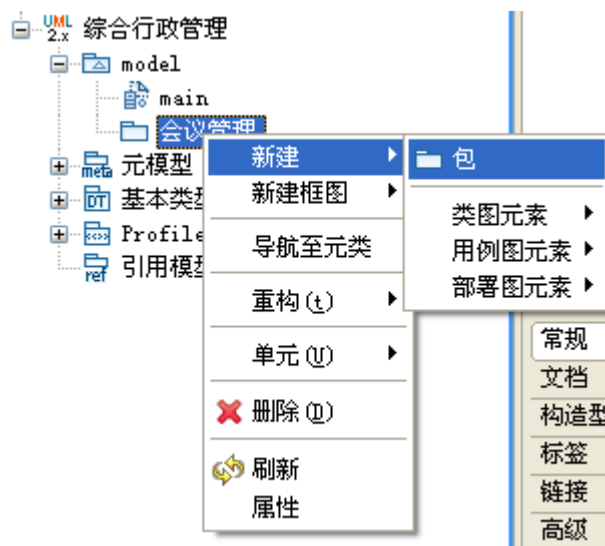 UML 2.x 综合行政管理
model
main
会议管理
元模型
meta
DT 基本类型
Profile
ref 引用模型
新建
新建框图
导航至元类
重构(t)
单元(U)
删除(D)
刷新
属性
包
类图元素
用例图元素
部署图元素
常规
文档
构造型
标签
链接
高级